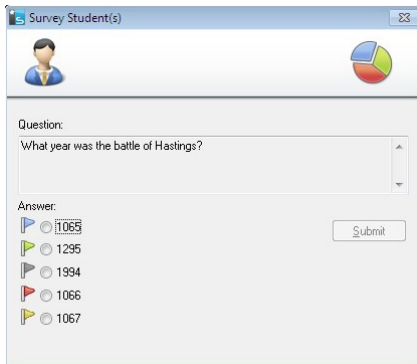 Survey Student(s)
Question:
What year was the battle of Hastings?
Answer:
1065
Submit
1295
1994
1066
1067